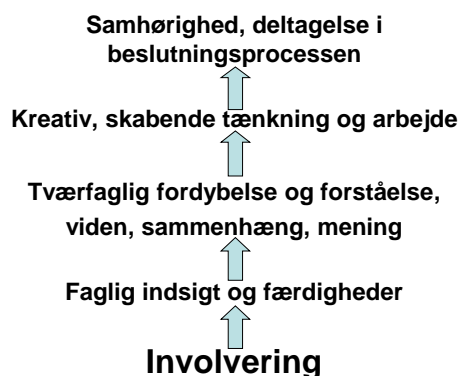 Samhørighed, deltagelse i
beslutningsprocessen
Kreativ, skabende tænkning og arbejde
Tværfaglig fordybelse og forståelse,
viden, sammenhæng, mening
Faglig indsigt og færdigheder
Involvering